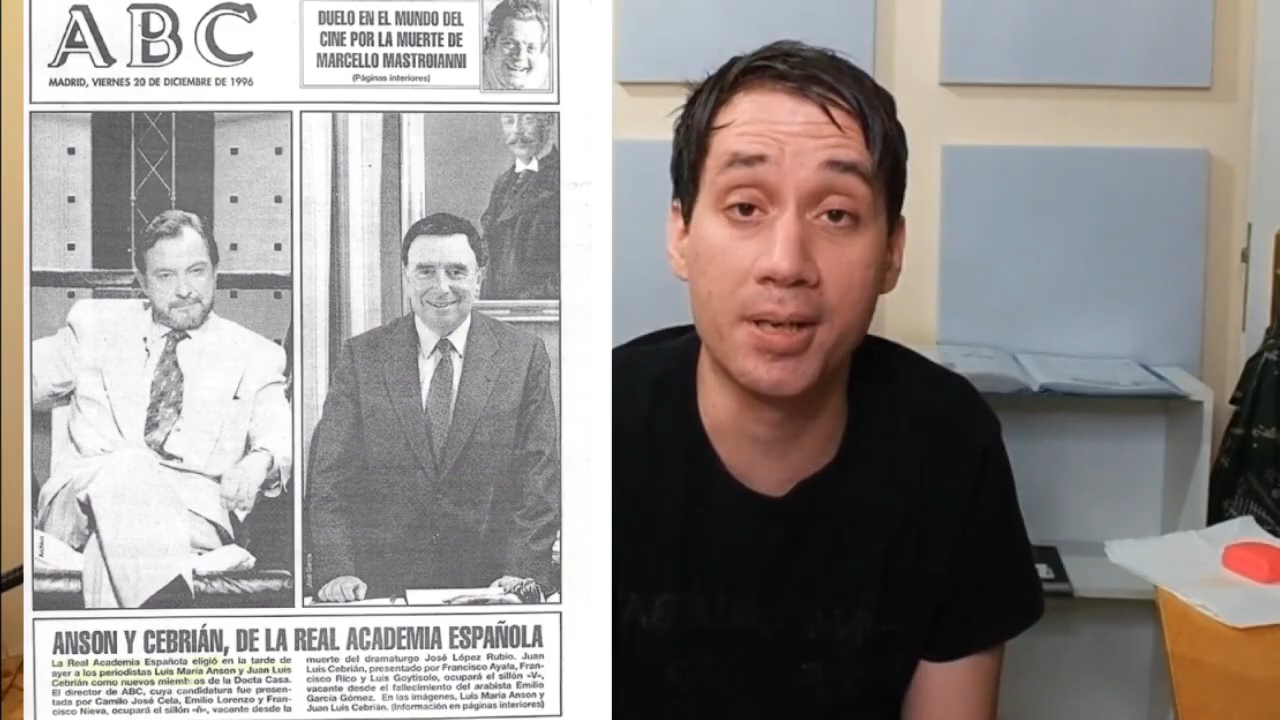 ABC
MADRID, VIERNES 20 DE DICIEMBRE DE 1996
DUELO EN EL MUNDO DEL
CINE POR LA MUERTE DE
MARCELLO MASTROIANNI
(Páginas interiores)
Archivo
José García
ANSON Y CEBRIÁN, DE LA REAL ACADEMIA ESPAÑOLA
La Real Academia Española eligió en la tarde de
ayer a los periodistas Luis María Anson y Juan Luis
Cebrián como nuevos miembros de la Docta Casa.
El director de ABC, cuya candidatura fue presen-
tada por Camilo José Cela, Emilio Lorenzo y Fran-
cisco Nieva, ocupará el sillón «ñ», vacante desde la
muerte del dramaturgo José López Rubio. Juan
Luis Cebrián, presentado por Francisco Ayala, Fran-
cisco Rico y Luis Goytisolo, ocupará el sillón «V»,
vacante desde el fallecimiento del arabista Emilio
García Gómez. En las imágenes, Luis María Anson y
Juan Luis Cebrián. (Información en páginas interiores)